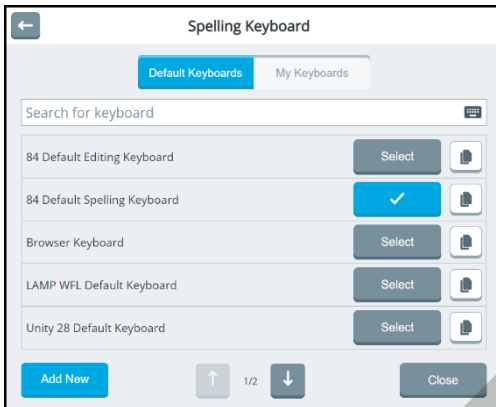 Spelling Keyboard
Default Keyboards My Keyboards
Search for keyboard
84 Default Editing Keyboard Select
84 Default Spelling Keyboard
Browser Keyboard Select
LAMP WFL Default Keyboard Select
Unity 28 Default Keyboard Select
Add New 1/2 Close